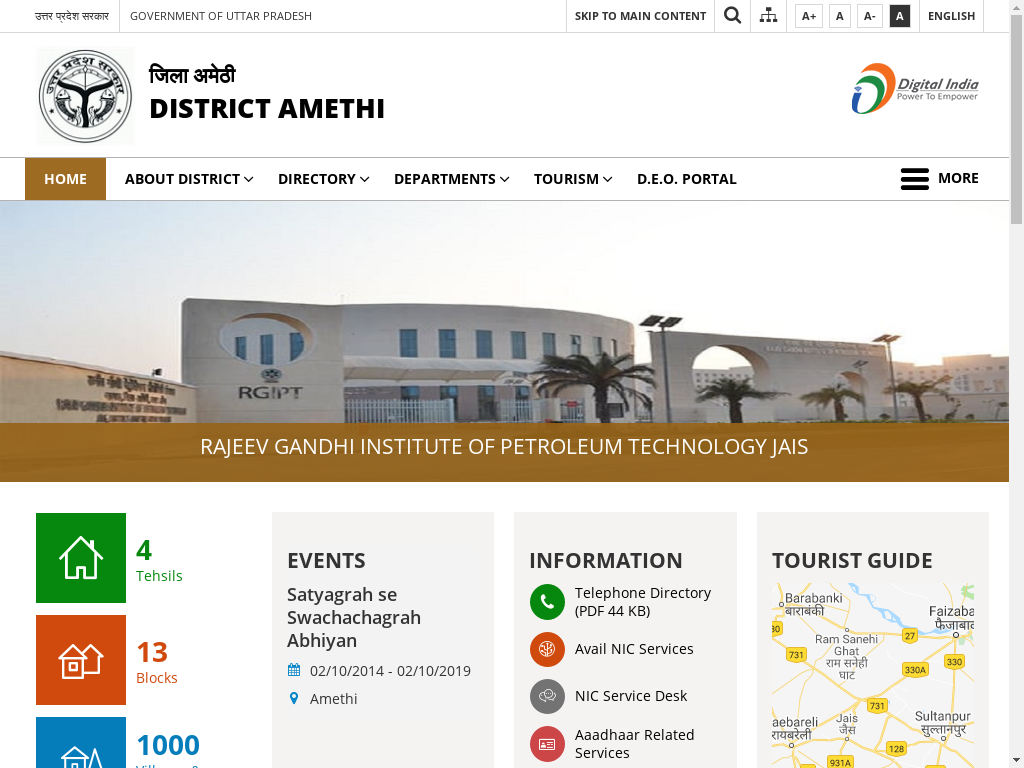 उत्तर प्रदेश सरकार
GOVERNMENT OF UTTAR PRADESH
SKIP TO MAIN CONTENT
A+
A
A-
A
ENGLISH
जिला अमेठी
DISTRICT AMETHI
Digital India
Power To Empower
HOME
ABOUT DISTRICT
DIRECTORY
DEPARTMENTS
TOURISM
D.E.O. PORTAL
MORE
RGIPT
RAJEEV GANDHI INSTITUTE OF PETROLEUM TECHNOLOGY JAIS
4
Tehsils
13
Blocks
1000
EVENTS
Satyagrah se
Swachachagrah
Abhiyan
02/10/2014 - 02/10/2019
Amethi
INFORMATION
Telephone Directory
(PDF 44 KB)
Avail NIC Services
NIC Service Desk
Aaadhaar Related
Services
TOURIST GUIDE
Barabanki
बाराबंकी
Faizaba
फ़ैजाबाद
Ram Sanehi
Ghat
राम सनेही
घाट
27
731
330
330A
731
Jais
जैस
aebareli
रायबरेली
Sultanpur
सुल्तानपुर
128
931A